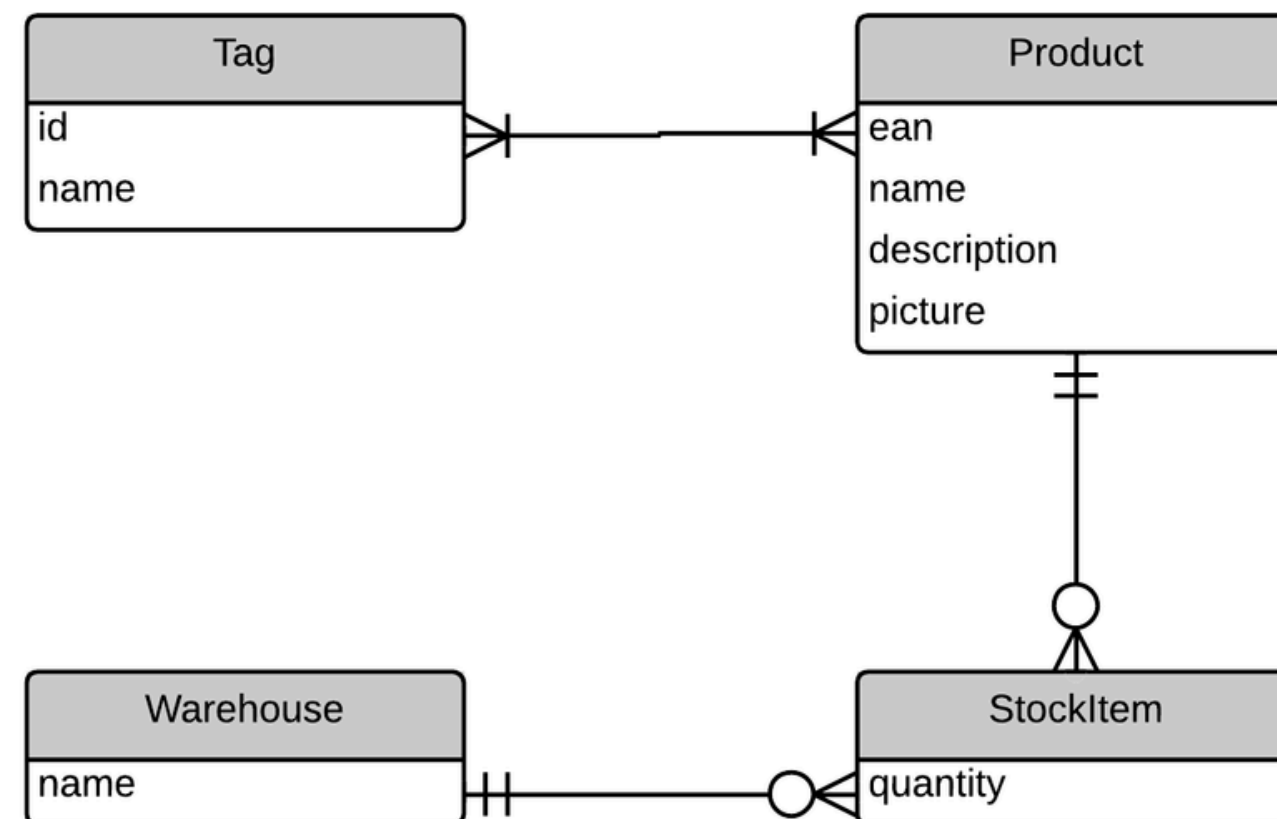 Tag
id
name
Product
ean
name
description
picture
Warehouse
name
StockItem
quantity